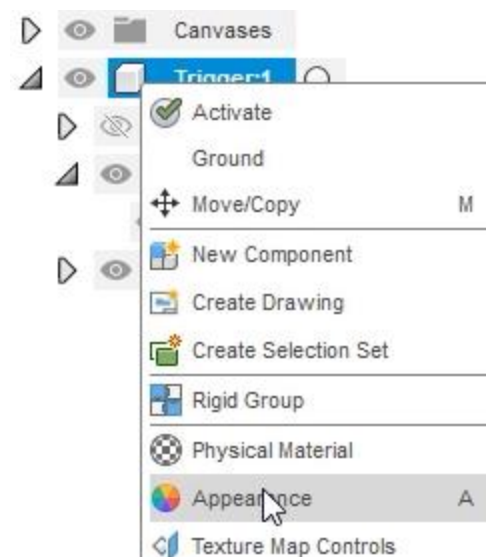 Canvases
Trigger:1
Activate
Ground
Move/Copy M
New Component
Create Drawing
Create Selection Set
Rigid Group
Physical Material
Appearance A
Texture Map Controls